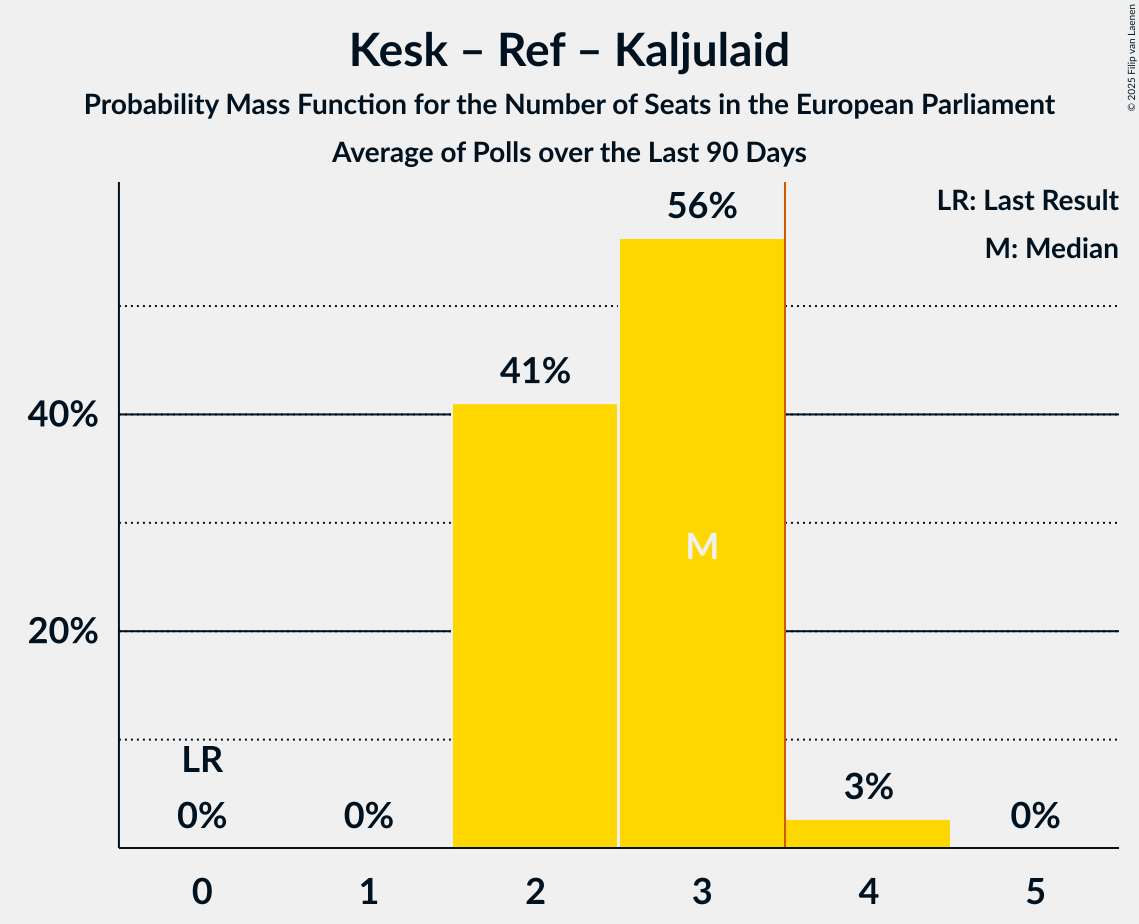 Kesk – Ref – Kaljulaid
Probability Mass Function for the Number of Seats in the European Parliament
Average of Polls over the Last 90 Days
© 2025 Filip van Laenen
LR: Last Result
M: Median
56%
41%
40%
M
20%
LR
0%
0%
3%
0%
0
1
2
3
4
5